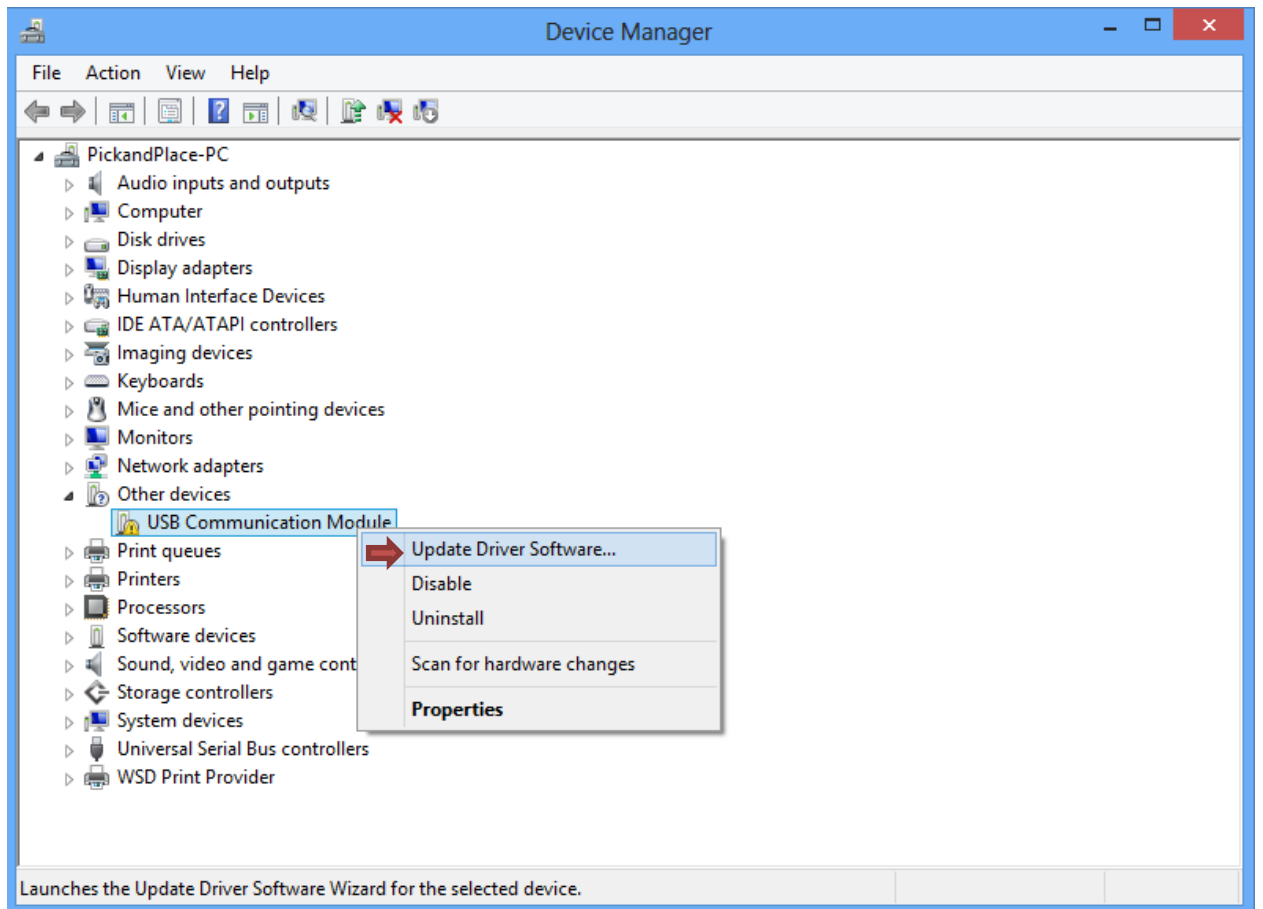 Device Manager
File Action View Help
PickandPlace-PC
Audio inputs and outputs
Computer
Disk drives
Display adapters
Human Interface Devices
IDE ATA/ATAPI controllers
Imaging devices
Keyboards
Mice and other pointing devices
Monitors
Network adapters
Other devices
USB Communication Module
Print queues
Printers
Processors
Software devices
Sound, video and game cont
Storage controllers
System devices
Universal Serial Bus controllers
WSD Print Provider
Update Driver Software...
Disable
Uninstall
Scan for hardware changes
Properties
Launches the Update Driver Software Wizard for the selected device.